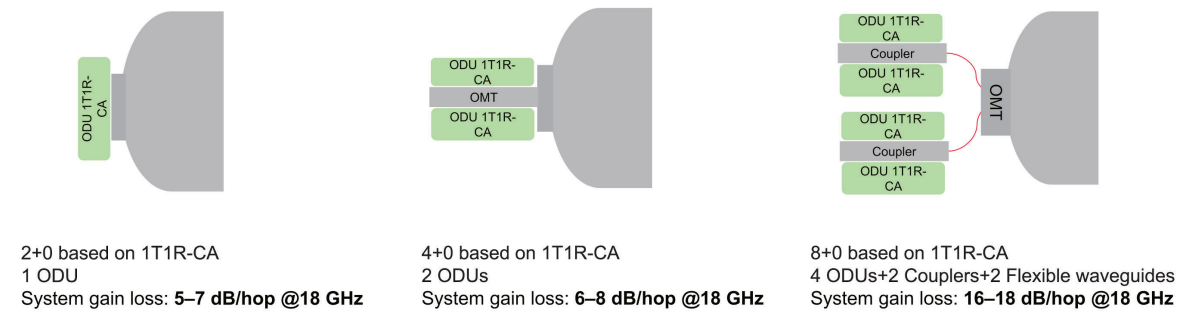 ODU 1T1R-
CA
2+0 based on 1T1R-CA
1 ODU
System gain loss: 5–7 dB/hop @18 GHz
ODU 1T1R-
CA
OMT
ODU 1T1R-
CA
4+0 based on 1T1R-CA
2 ODUs
System gain loss: 6–8 dB/hop @18 GHz
ODU 1T1R-
CA
Coupler
ODU 1T1R-
CA
ODU 1T1R-
CA
Coupler
ODU 1T1R-
CA
OMT
8+0 based on 1T1R-CA
4 ODUs+2 Couplers+2 Flexible waveguides
System gain loss: 16–18 dB/hop @18 GHz